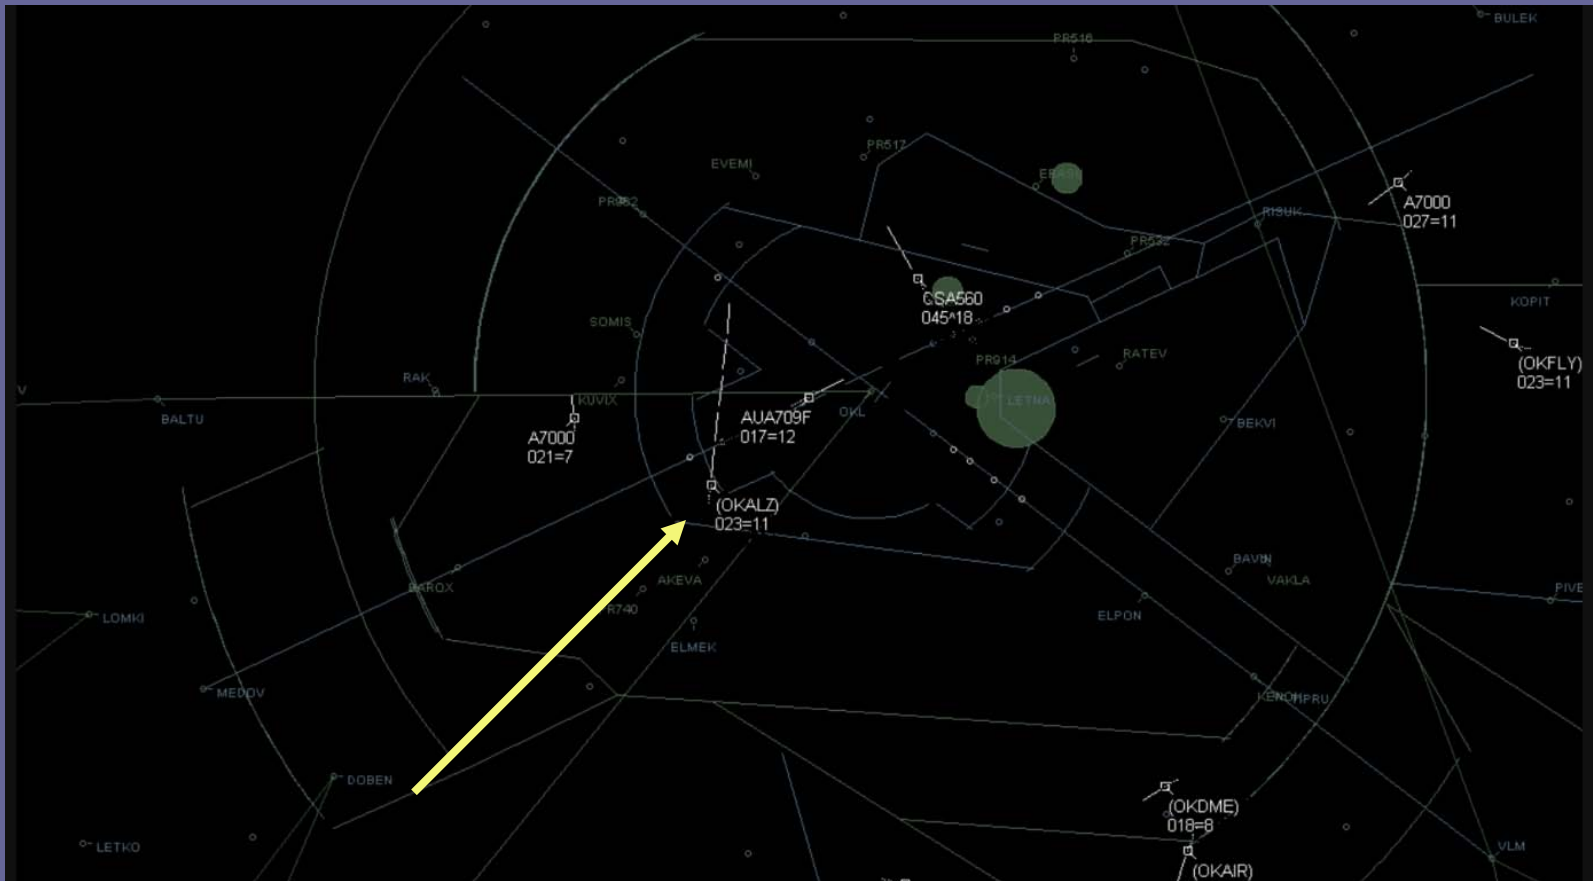 BULEK
PR516
PR517
EVEMI
PR982
A7000
027=11
RISUK
PR532
CSA560
045^18
KOPIT
SOMIS
(OKFLY)
023=11
PR914
RATEV
RAK
V
BALTU
KUVIX
LETNA
AUA709F
017=12
OKL
BEKVI
A7000
021=7
(OKALZ)
023=11
BAVIN
VAKLA
AKEVA
BAROX
PIVE
R740
LOMKI
ELPON
ELMEK
MEDOV
DOBEN
(OKDME)
018=8
LETKO
VLM
(OKAIR)